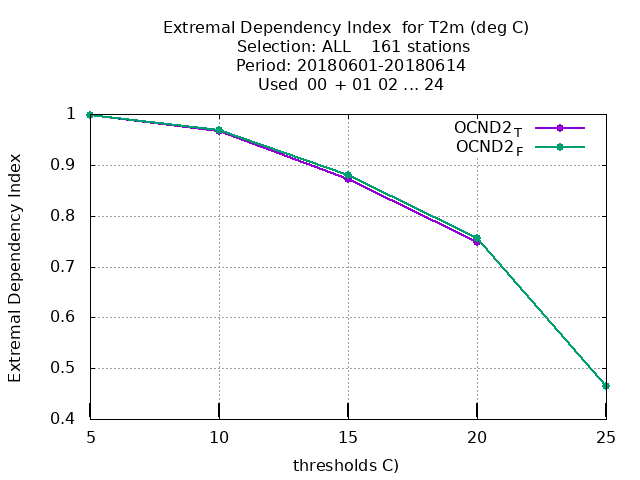 Extremal Dependency Index  for T2m (deg C)
Selection: ALL    161 stations
Period: 20180601-20180614
Used  00  + 01 02 ... 24
OCND2T
OCND2F
Extremal Dependency Index
1
0.9
0.8
0.7
0.6
0.5
0.4
5 10 15 20 25
thresholds C)